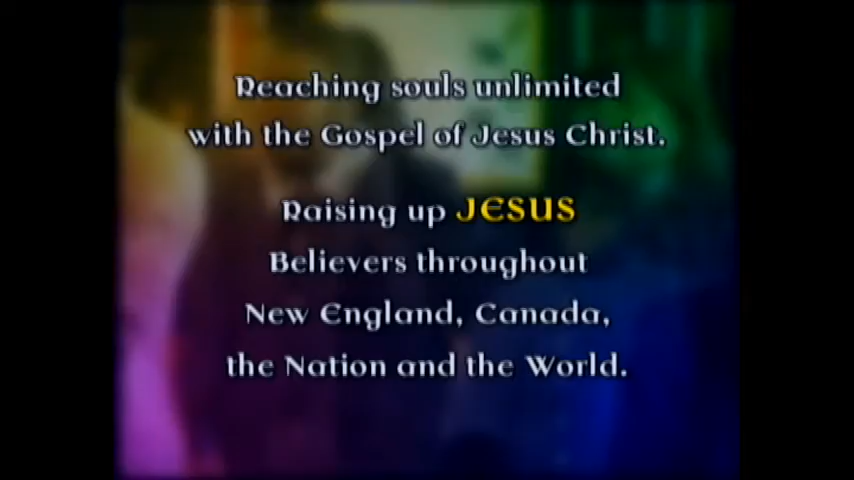 Reaching souls unlimited
with the Gospel of Jesus Christ.
Raising up JESUS
Believers throughout
New England, Canada,
the Nation and the World.